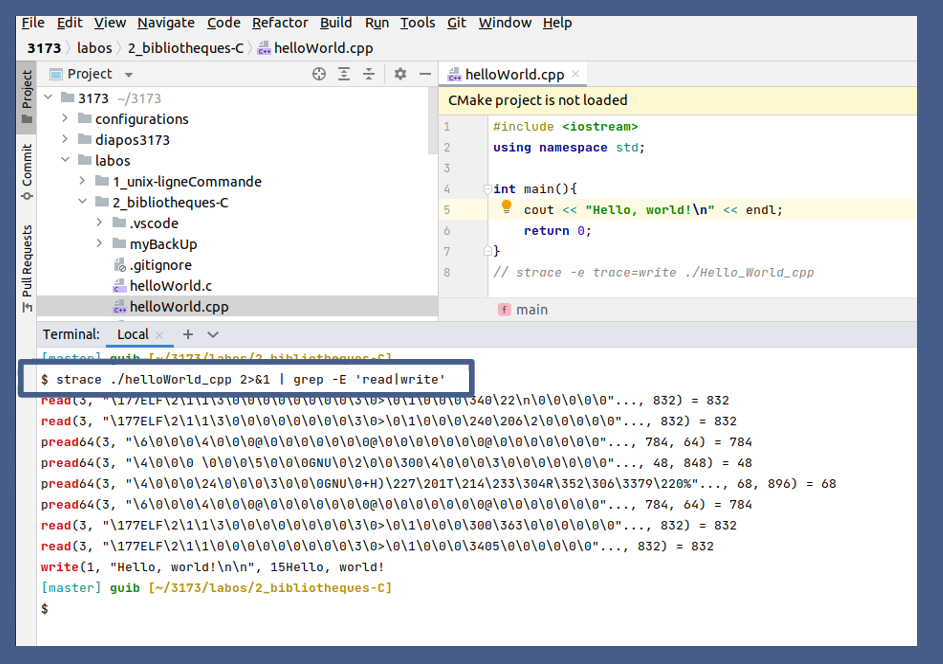 File Edit View Navigate Code Refactor Build Run Tools Git Window Help
3173 labos 2_bibliotheques-C helloWorld.cpp
Project
Commit
Pull Requests
Project
3173 ~/3173
configurations
diapos3173
labos
1_unix-ligneCommande
2_bibliotheques-C
.vscode
myBackUp
.gitignore
helloWorld.c
helloWorld.cpp
helloWorld.cpp
CMake project is not loaded
1 #include <iostream>
2 using namespace std;
3
4 int main(){
5 cout << "Hello, world!\n" << endl;
6 return 0;
7 }
8 // strace -e trace=write ./Hello_World_cpp
f main
Terminal: Local
[master] guib [~/3173/labos/2_bibliotheques-C]
$ strace ./helloWorld_cpp 2>&1 | grep -E 'read|write'
read(3, "\177ELF\2\1\1\3\0\0\0\0\0\0\0\0\3\0>\0\1\0\0\0\340\22\n\0\0\0\0\0"..., 832) = 832
read(3, "\177ELF\2\1\1\3\0\0\0\0\0\0\0\0\3\0>\0\1\0\0\0\240\206\2\0\0\0\0\0"..., 832) = 832
pread64(3, "\6\0\0\0\4\0\0\0@\0\0\0\0\0\0\0@\0\0\0\0\0\0\0@\0\0\0\0\0\0\0"..., 784, 64) = 784
pread64(3, "\4\0\0\0 \0\0\0\5\0\0\0GNU\0\2\0\0\300\4\0\0\0\3\0\0\0\0\0\0\0"..., 48, 848) = 48
pread64(3, "\4\0\0\0\24\0\0\0\3\0\0\0GNU\0+H)\227\201T\214\233\304R\352\306\3379\220%"..., 68, 896) = 68
pread64(3, "\6\0\0\0\4\0\0\0@\0\0\0\0\0\0\0@\0\0\0\0\0\0\0@\0\0\0\0\0\0\0"..., 784, 64) = 784
read(3, "\177ELF\2\1\1\3\0\0\0\0\0\0\0\0\3\0>\0\1\0\0\0\300\363\0\0\0\0\0\0"..., 832) = 832
read(3, "\177ELF\2\1\1\0\0\0\0\0\0\0\0\0\3\0>\0\1\0\0\0\3405\0\0\0\0\0\0"..., 832) = 832
write(1, "Hello, world!\n\n", 15Hello, world!
[master] guib [~/3173/labos/2_bibliotheques-C]
$